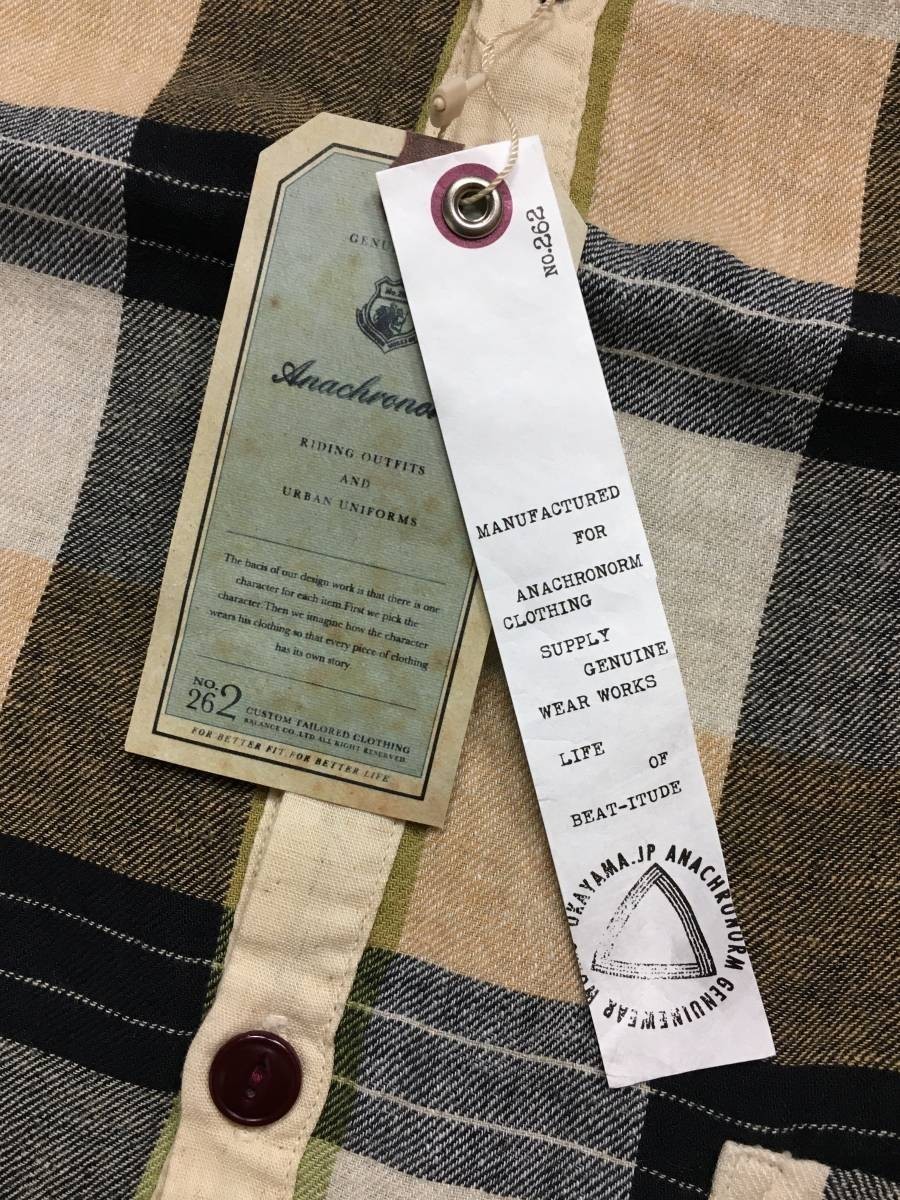 GENU
Anachrono
RIDING OUTFITS
AND
URBAN UNIFORMS
The bacis of our design work is that there is one
character for each item.First we pick the
character.Then we imagine how the character
wears his clothing so that every piece of clothing
has its own story.
NO.
262
CUSTOM TAILORED CLOTHING
BALANCE CO.,LTD.ALL RIGHT RESERVED.
FOR BETTER FIT,FOR BETTER LIFE.
NO.262
MANUFACTURED
FOR
ANACHRONORM
CLOTHING
SUPPLY
GENUINE
WEAR WORKS
LIFE
OF
BEAT-ITUDE
OKAYAMA.JP ANACHRONORM GENUINEWEAR